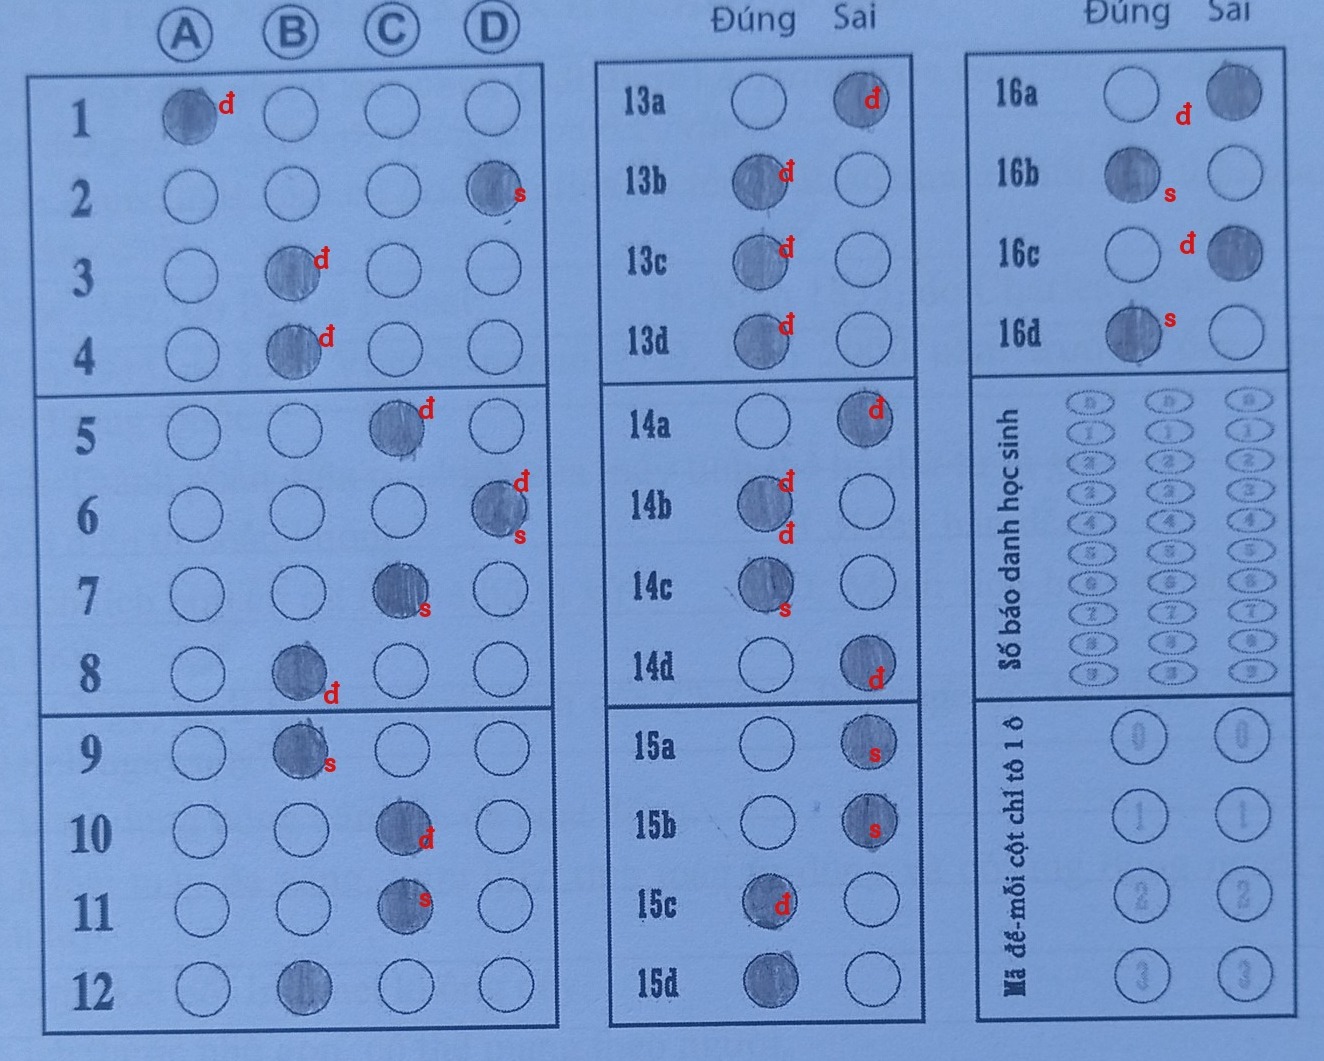 A B C D
1 đ
2 s
3 đ
4 đ
5 đ
6 đ s
7 s
8 đ
9 s
10 đ
11 s
12
Đúng Sai
13a đ
13b đ
13c đ
13d đ
14a đ
14b đ đ
14c s
14d đ
15a s
15b s
15c đ
15d
Đúng Sai
16a đ
16b s
16c đ
16d s
Số báo danh học sinh
0 0 0
1 1 1
2 2 2
3 3 3
4 4 4
5 5 5
6 6 6
7 7 7
8 8 8
9 9 9
Mã đề-mỗi cột chỉ tô 1 ô
0 0
1 1
2 2
3 3